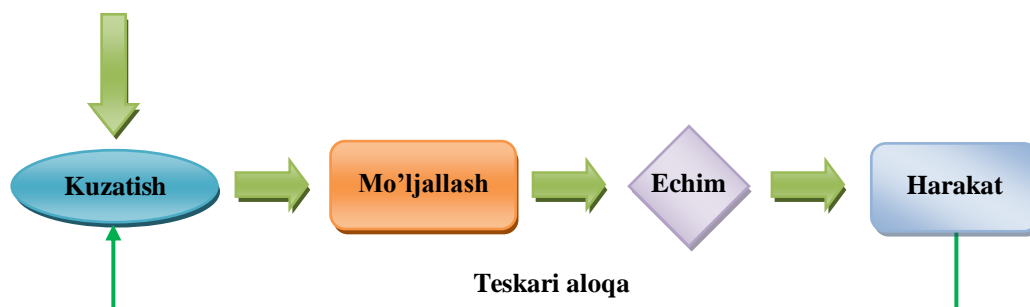 Kuzatish
Mo’ljallash
Echim
Harakat
Teskari aloqa